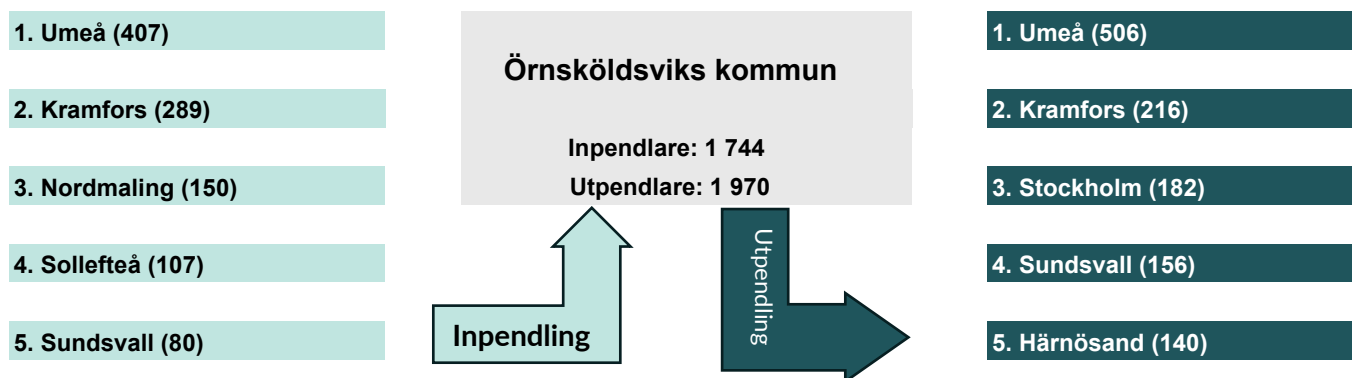 1. Umeå (407)
2. Kramfors (289)
3. Nordmaling (150)
4. Sollefteå (107)
5. Sundsvall (80)
Örnsköldsviks kommun
Inpendlare: 1 744
Utpendlare: 1 970
Inpendling
Utpendling
1. Umeå (506)
2. Kramfors (216)
3. Stockholm (182)
4. Sundsvall (156)
5. Härnösand (140)